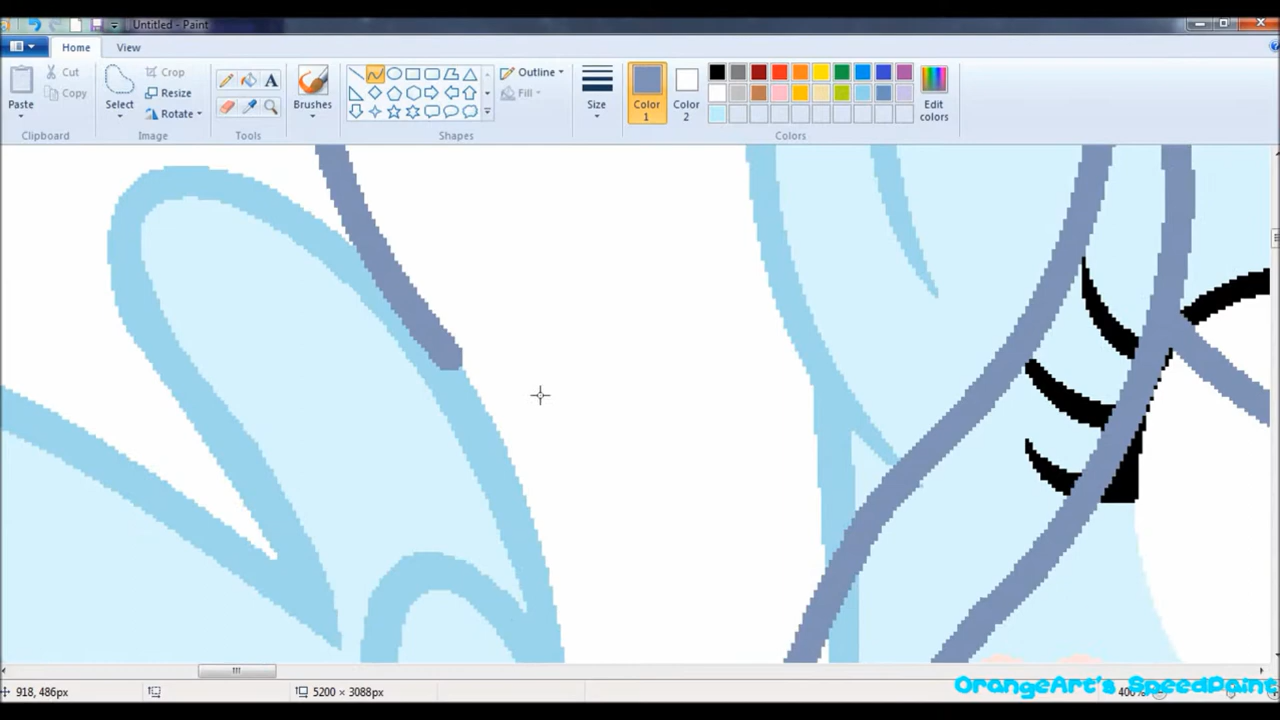 Untitled - Paint
Home View
Paste
Cut
Copy
Clipboard
Select
Crop
Resize
Rotate
Image
A
Tools
Brushes
Shapes
Outline
Fill
Size
Color 1
Color 2
Colors
Edit colors
918, 486px
5200 × 3088px
400%
OrangeArt's SpeedPaint